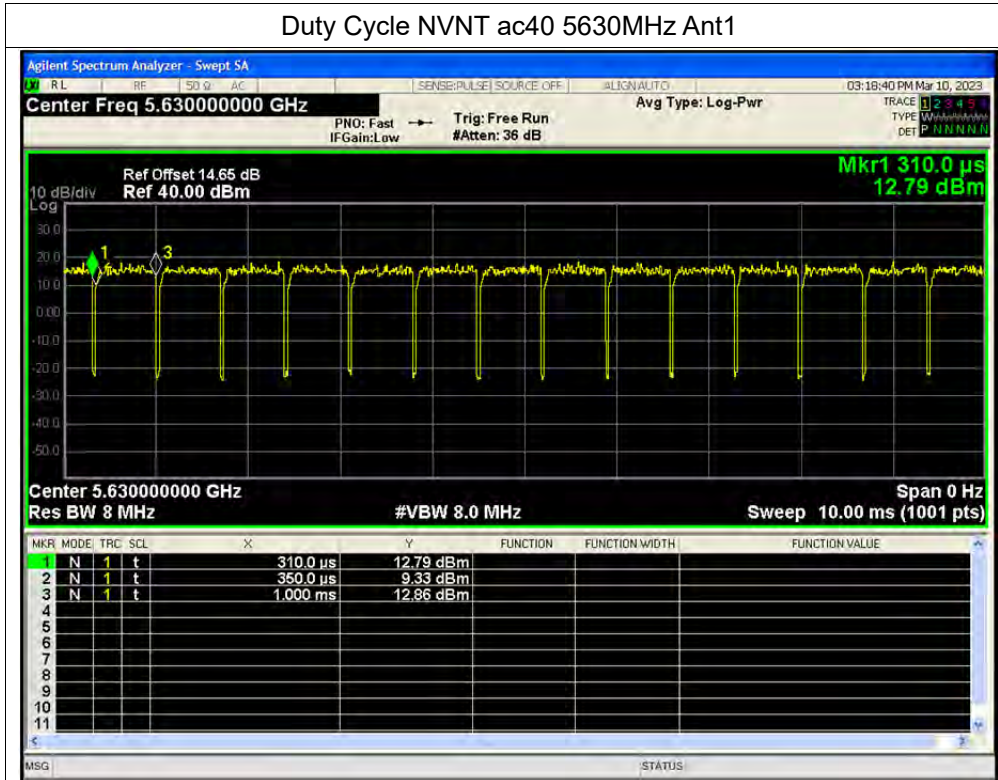 Duty Cycle NVNT ac40 5630MHz Ant1
Agilent Spectrum Analyzer - Swept SA
RL RF 50 Ω AC SENSE:PULSE SOURCE OFF ALIGNAUTO 03:18:40 PM Mar 10, 2023
Center Freq 5.630000000 GHz Avg Type: Log-Pwr TRACE 1 2 3 4 5 6
PNO: Fast Trig: Free Run TYPE
IFGain:Low #Atten: 36 dB DET P N N N N N
Mkr1 310.0 µs
12.79 dBm
Ref Offset 14.65 dB
10 dB/div Ref 40.00 dBm
Log
30.0
20.0
10.0
0.00
-10.0
-20.0
-30.0
-40.0
-50.0
1 3
Center 5.630000000 GHz Span 0 Hz
Res BW 8 MHz #VBW 8.0 MHz Sweep 10.00 ms (1001 pts)
MKR MODE TRC SCL X Y FUNCTION FUNCTION WIDTH FUNCTION VALUE
1 N 1 t 310.0 µs 12.79 dBm
2 N 1 t 350.0 µs 9.33 dBm
3 N 1 t 1.000 ms 12.86 dBm
4
5
6
7
8
9
10
11
MSG STATUS